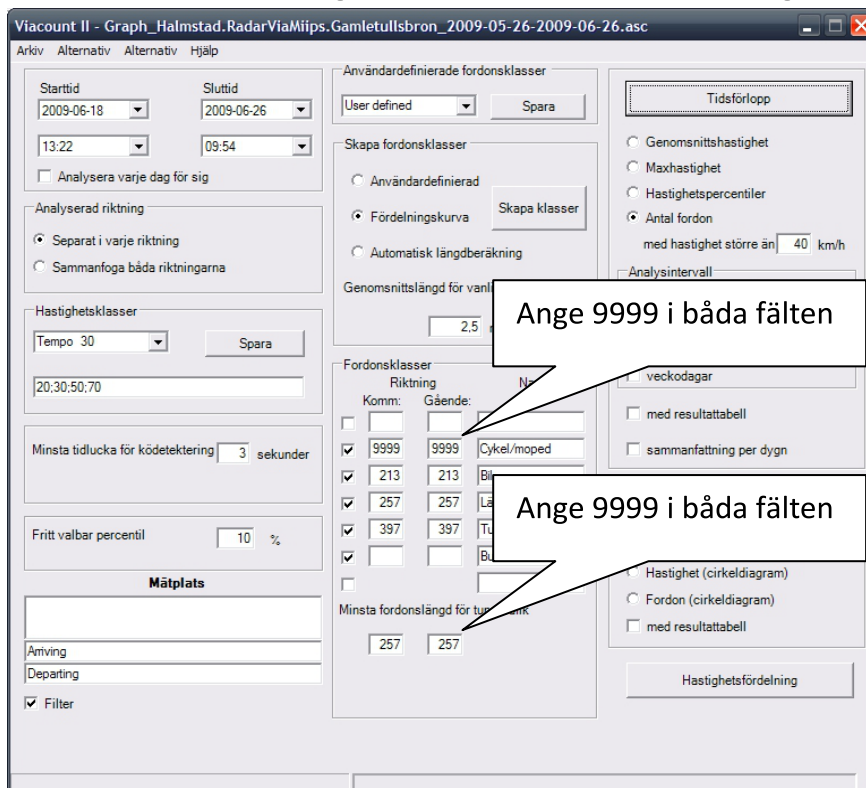 Viacount II - Graph_Halmstad.RadarViaMiips.Gamletullsbron_2009-05-26-2009-06-26.asc
Arkiv Alternativ Alternativ Hjälp
Starttid Sluttid
2009-06-18 2009-06-26
13:22 09:54
Analysera varje dag för sig
Analyserad riktning
Separat i varje riktning
Sammanfoga båda riktningarna
Hastighetsklasser
Tempo 30 Spara
20;30;50;70
Minsta tidlucka för ködetektering 3 sekunder
Fritt valbar percentil 10 %
Mätplats
Arriving
Departing
Filter
Användardefinierade fordonsklasser
User defined Spara
Skapa fordonsklasser
Användardefinierad
Fördelningskurva
Skapa klasser
Automatisk längdberäkning
Genomsnittslängd för
2,5
Fordonsklasser
Riktning
Komm: Gående:
9999 9999 Cykel/moped
213 213
257 257
397 397
Minsta fordonslängd för
257 257
Tidsförlopp
Genomsnittshastighet
Maxhastighet
Hastighetspercentiler
Antal fordon
med hastighet större än 40 km/h
Analysintervall
veckodagar
med resultattabell
sammanfattning per dygn
Hastighet (cirkeldiagram)
Fordon (cirkeldiagram)
med resultattabell
Hastighetsfördelning
Ange 9999 i båda fälten
Ange 9999 i båda fälten